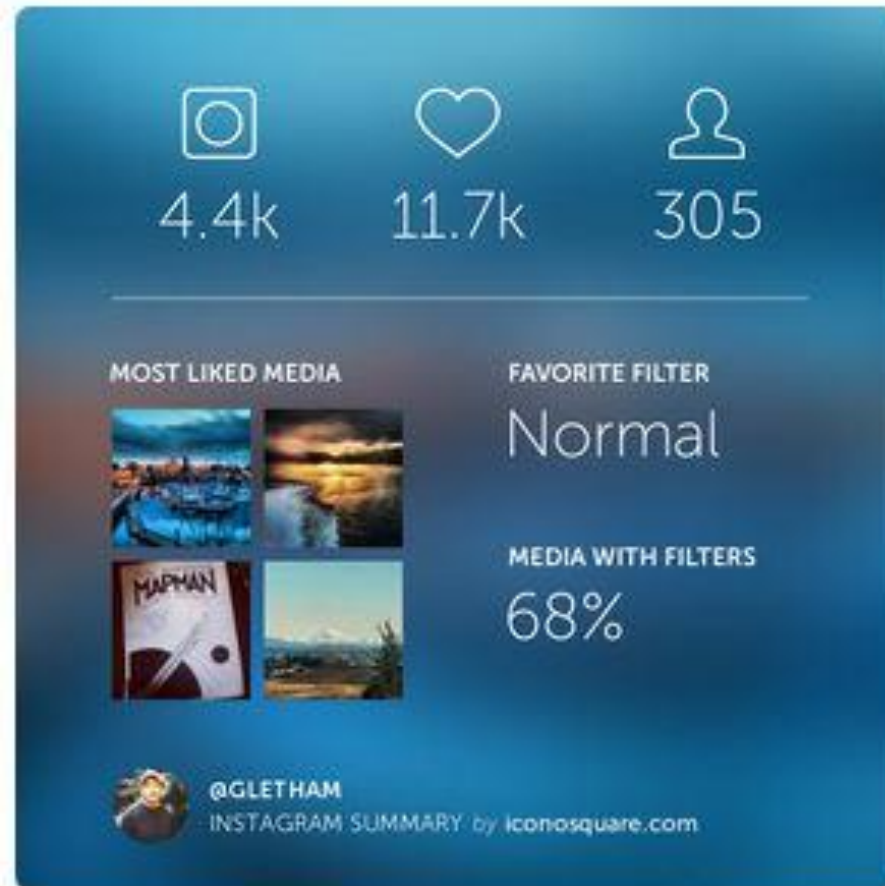 4.4k 11.7k 305
MOST LIKED MEDIA
FAVORITE FILTER
Normal
MAPMAN
MEDIA WITH FILTERS
68%
@GLETHAM
INSTAGRAM SUMMARY by iconosquare.com